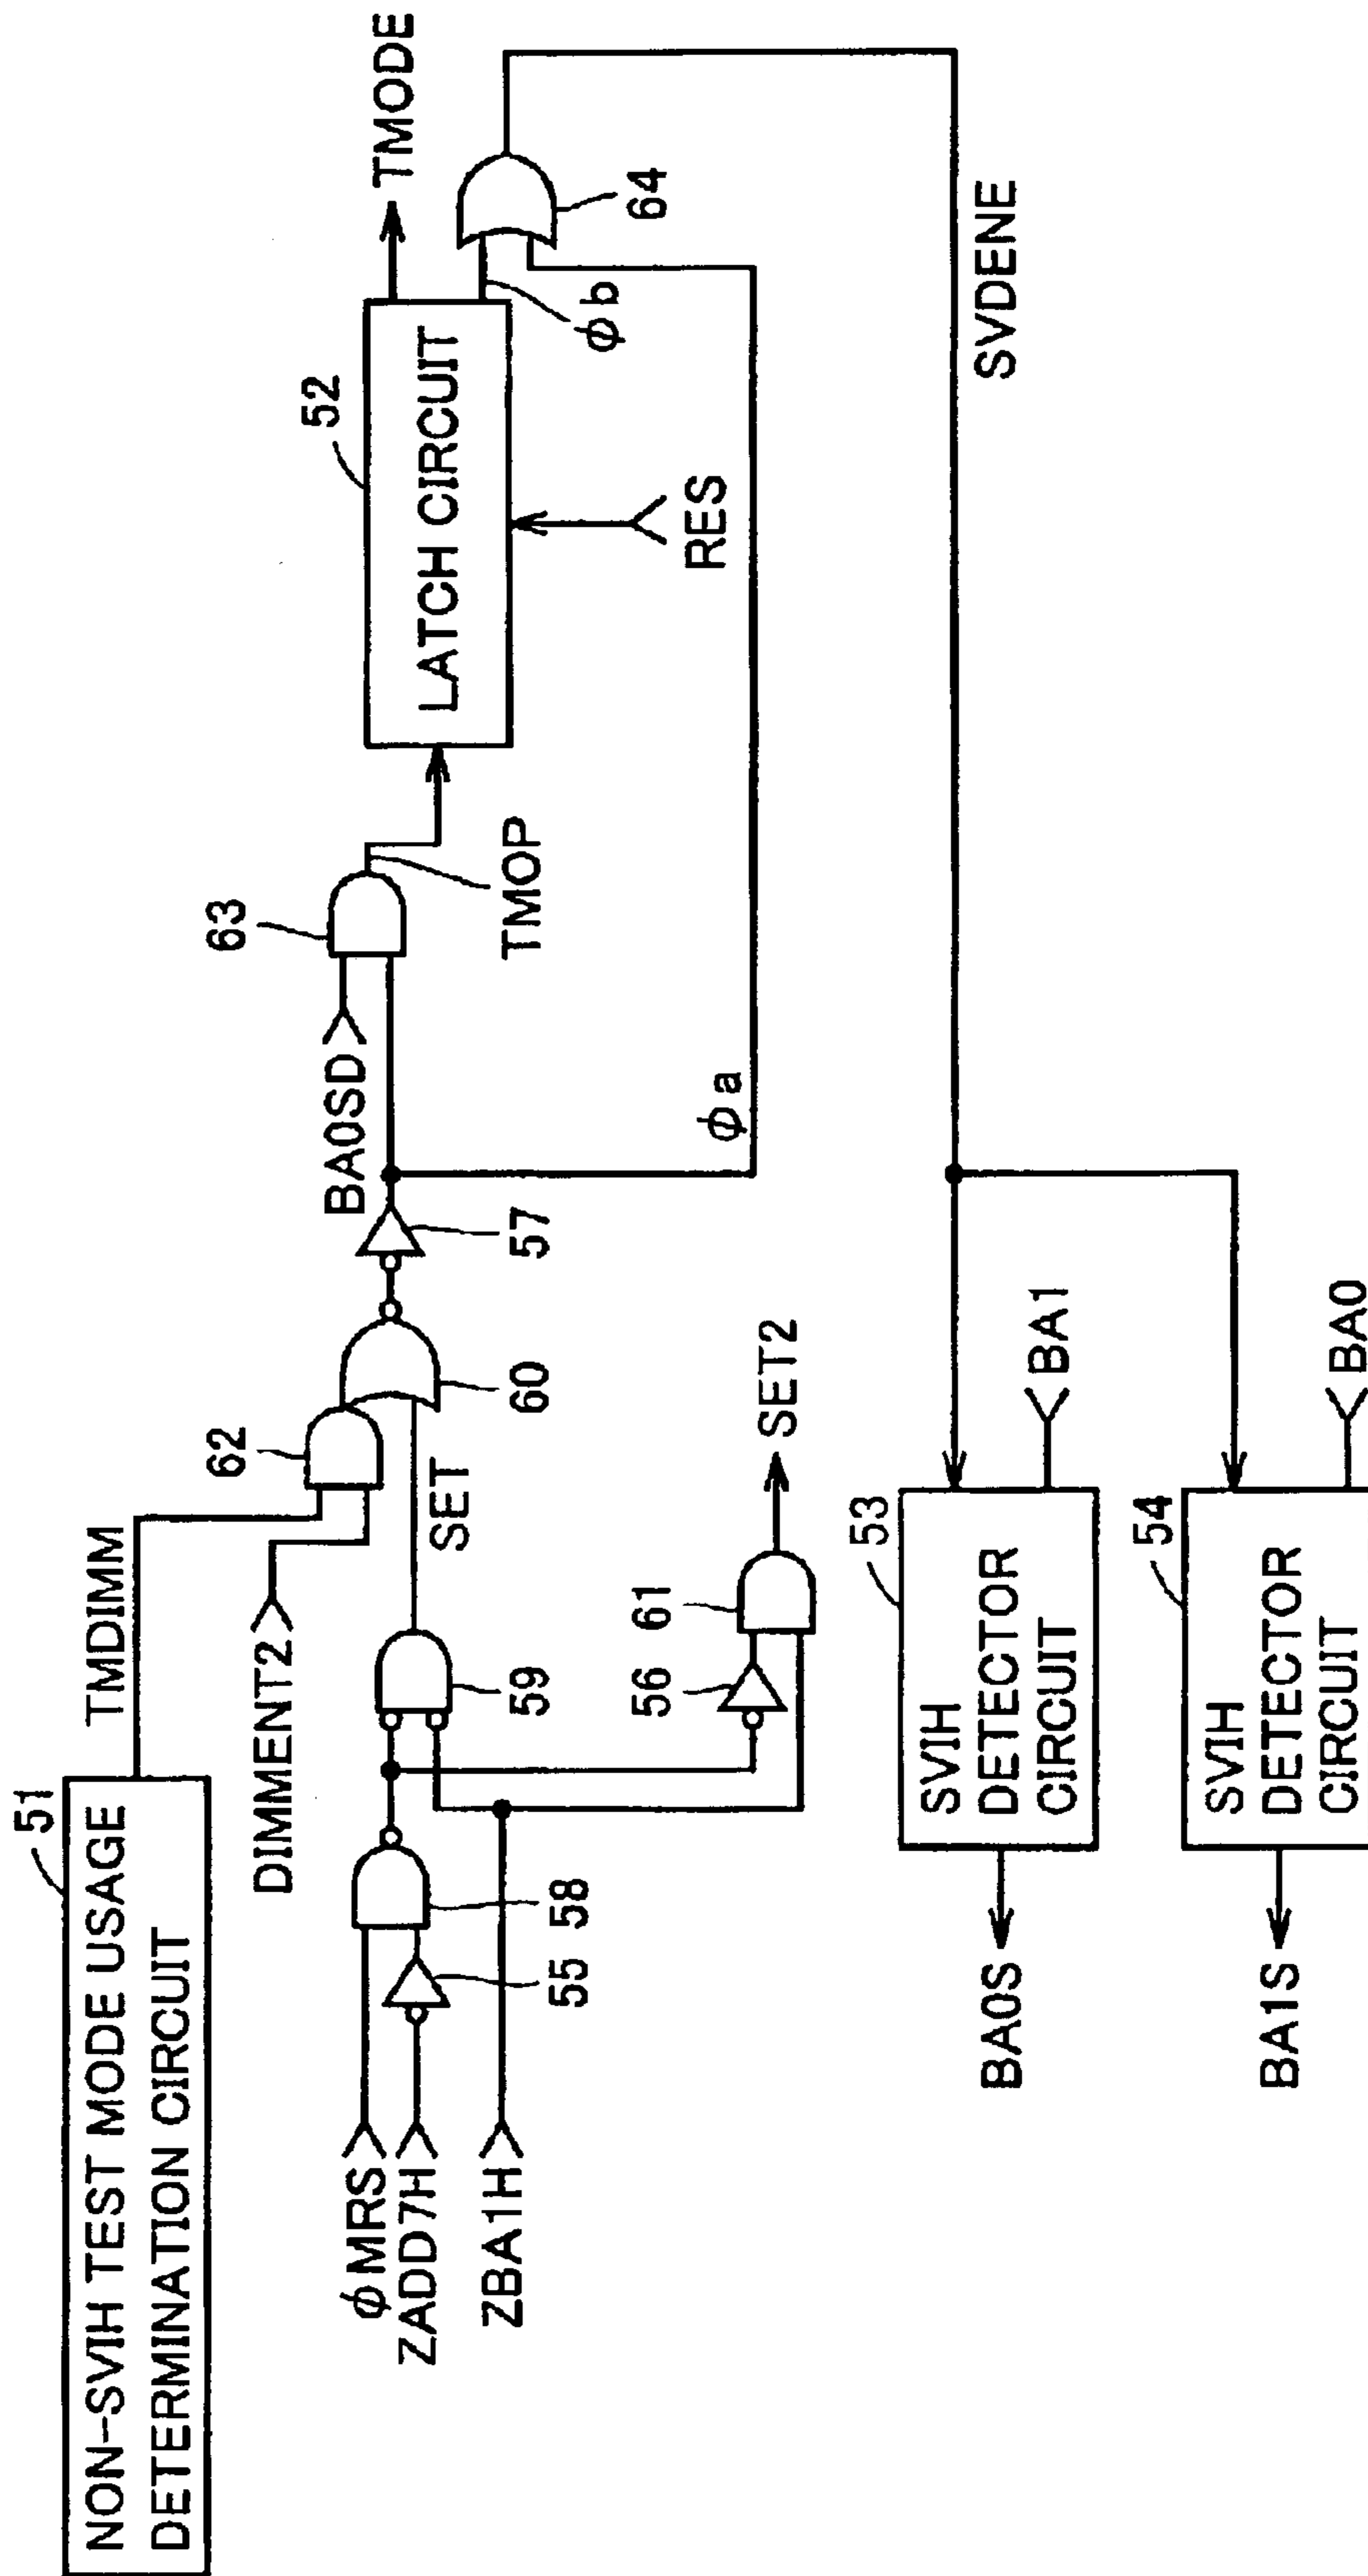 51
NON-SVIH TEST MODE USAGE
DETERMINATION CIRCUIT
TMDIMM
DIMMENT2
62
SET
60
57
BA0SD
63
TMOP
52
LATCH CIRCUIT
RES
TMODE
φb
64
φa
φMRS
ZADD7H
ZBA1H
55
58
59
56
61
SET2
SVDENE
53
SVIH
DETECTOR
CIRCUIT
BA1
BA0S
54
SVIH
DETECTOR
CIRCUIT
BA0
BA1S